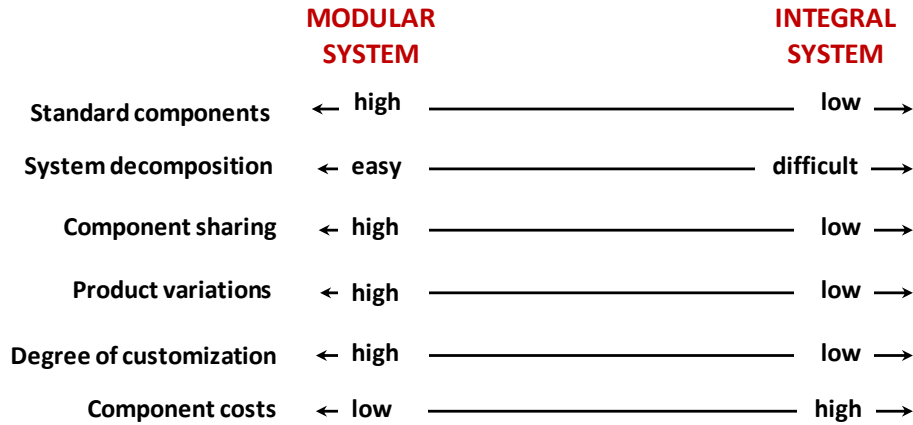 MODULAR SYSTEM
INTEGRAL SYSTEM
Standard components high low
System decomposition easy difficult
Component sharing high low
Product variations high low
Degree of customization high low
Component costs low high